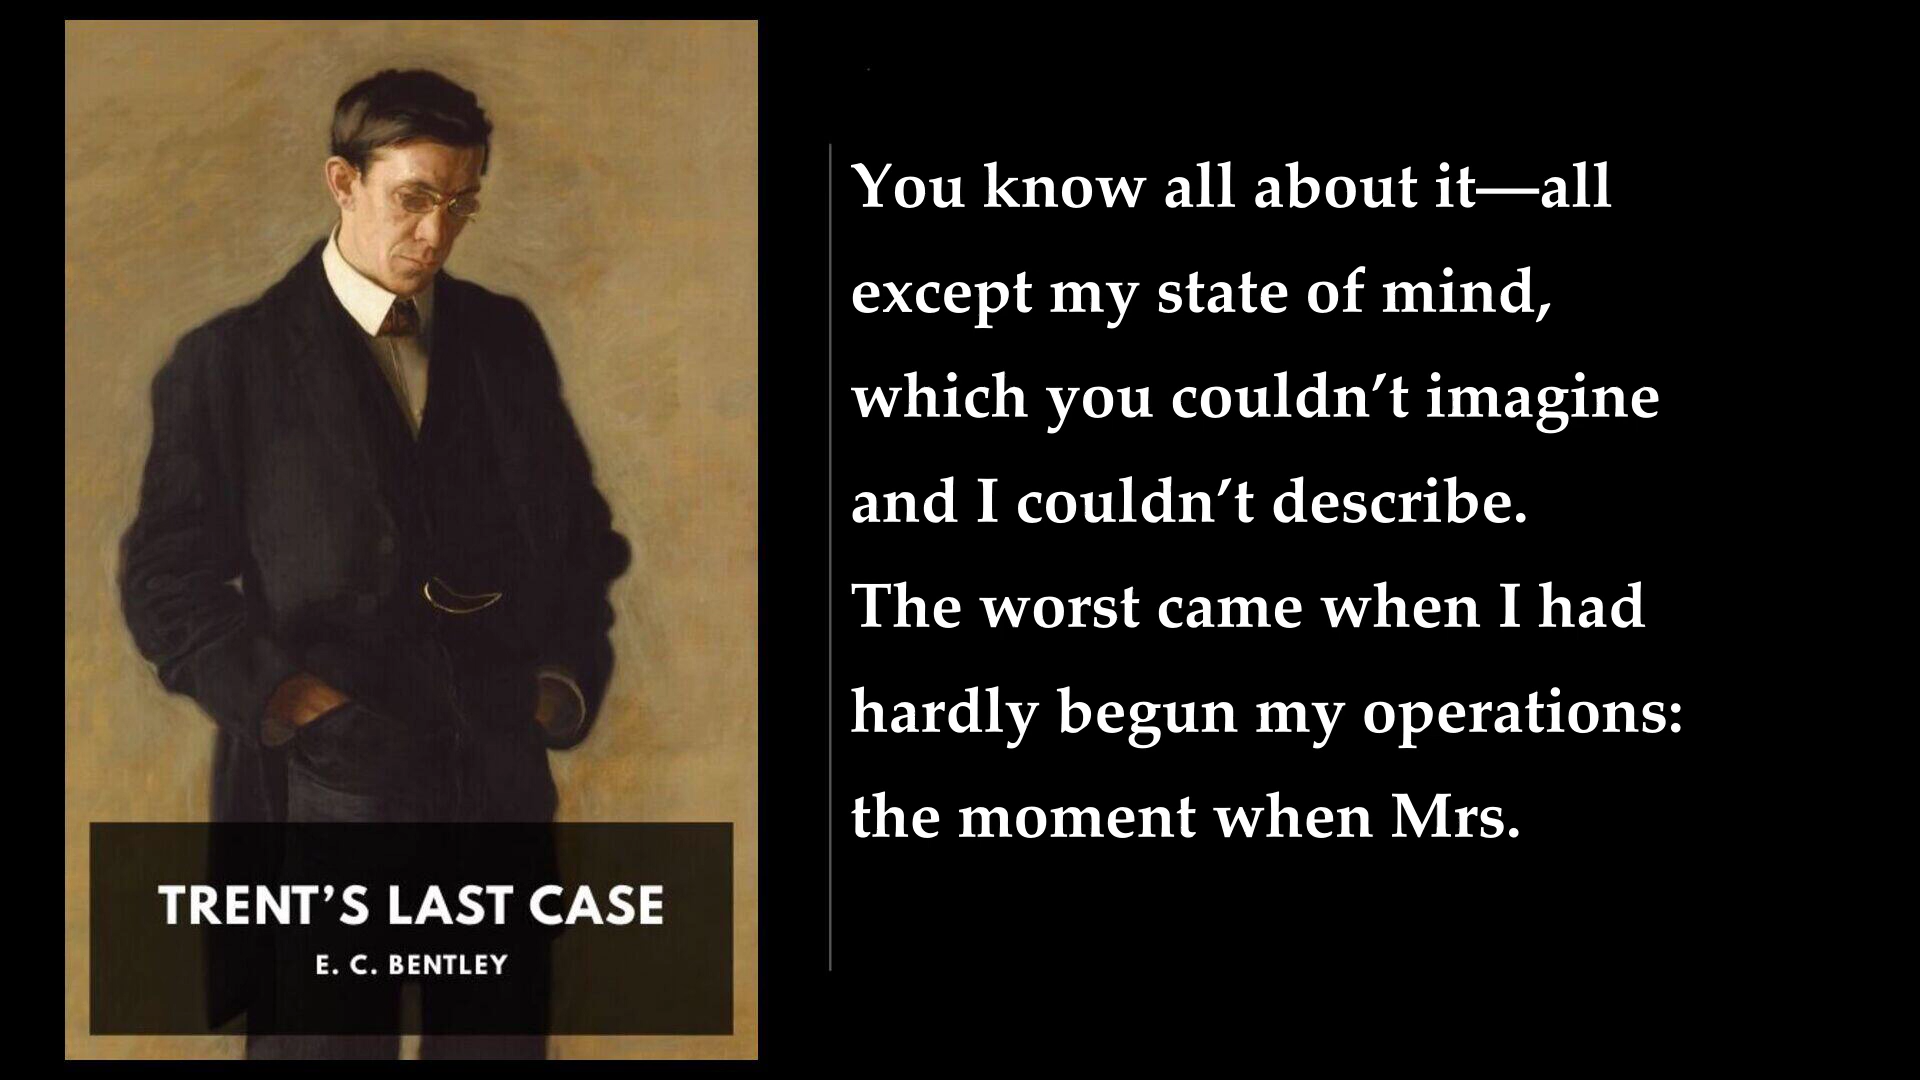 TRENT’S LAST CASE
E. C. BENTLEY
You know all about it—all
except my state of mind,
which you couldn’t imagine
and I couldn’t describe.
The worst came when I had
hardly begun my operations:
the moment when Mrs.